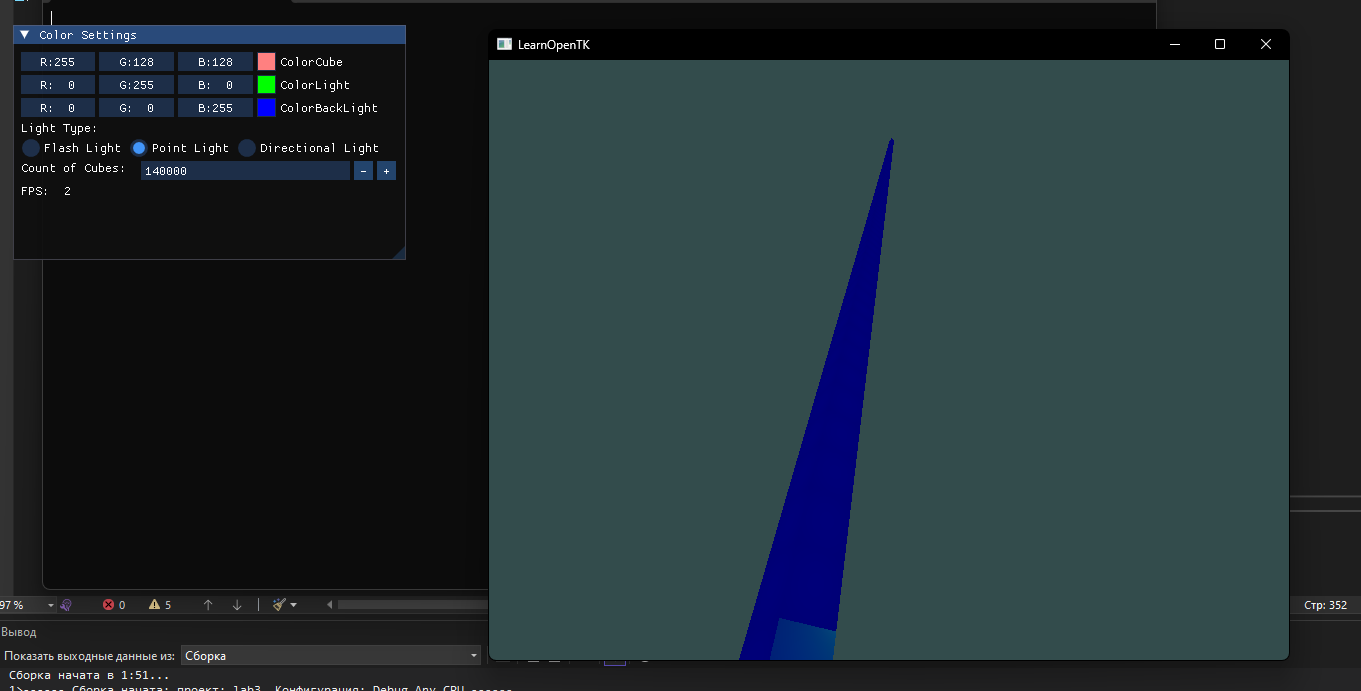 Color Settings
R:255 G:128 B:128 ColorCube
R: 0 G:255 B: 0 ColorLight
R: 0 G: 0 B:255 ColorBackLight
Light Type:
Flash Light Point Light Directional Light
Count of Cubes: 140000 - +
FPS: 2
LearnOpenTK
97 % 0 5
Стр: 352
Вывод
Показать выходные данные из: Сборка
Сборка начата в 1:51...
1>------ Сборка начата: проект: lab3, Конфигурация: Debug Any CPU ------